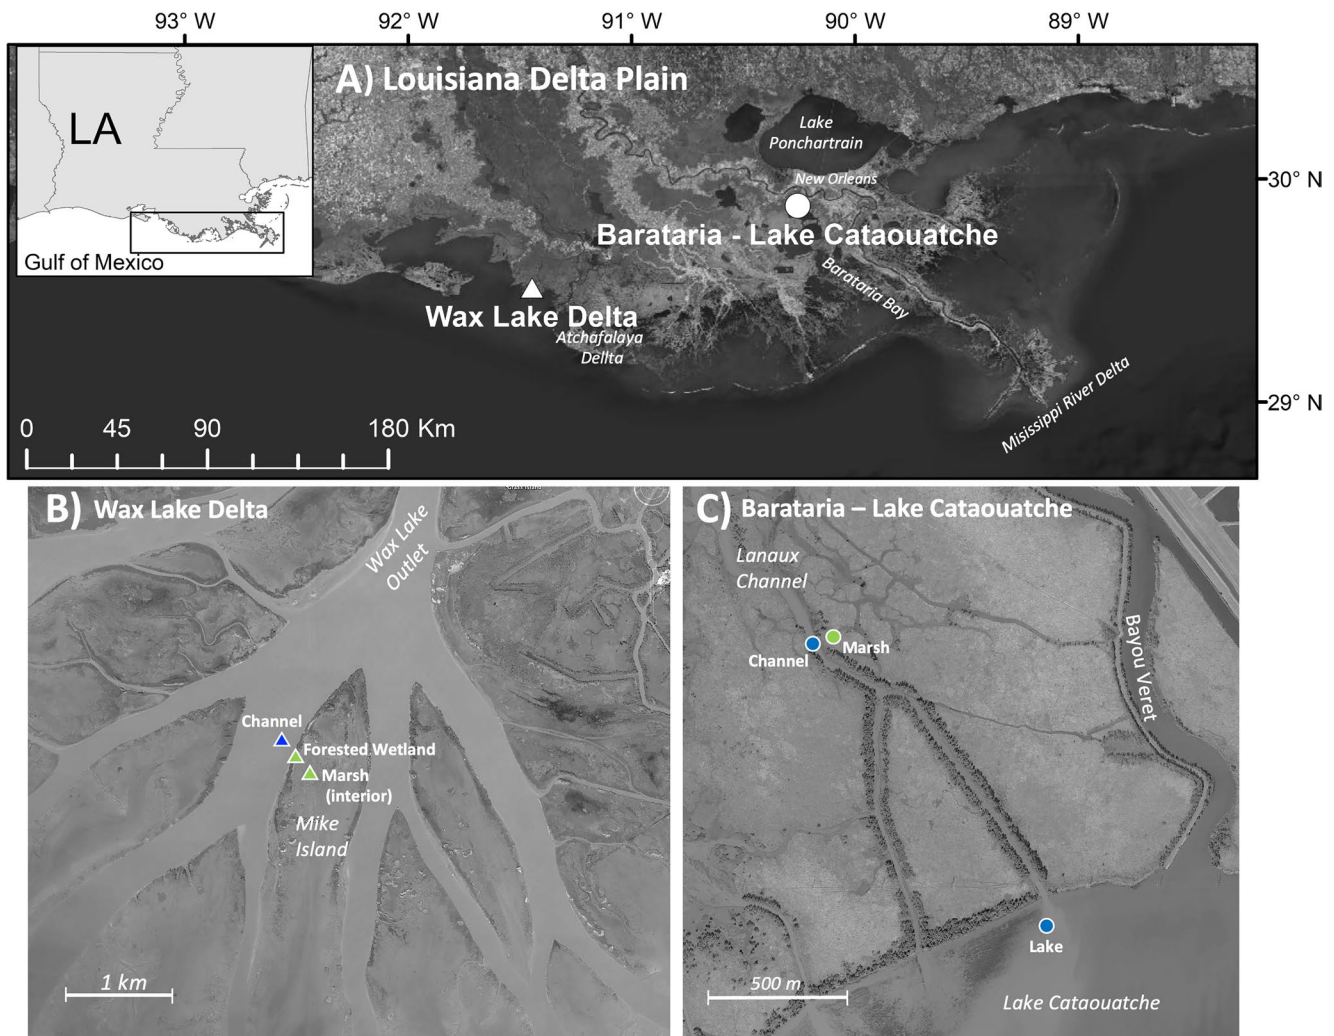 93° W 92° W 91° W 90° W 89° W
A) Louisiana Delta Plain
LA
Gulf of Mexico
Lake
Ponchartrain
New Orleans
30° N
Barataria - Lake Cataouatche
Barataria Bay
Wax Lake Delta
Atchafalaya
Dellta
Misissippi River Delta
29° N
0 45 90 180 Km
B) Wax Lake Delta
Wax Lake
Outlet
Channel
Forested Wetland
Marsh
(interior)
Mike
Island
1 km
C) Barataria – Lake Cataouatche
Lanaux
Channel
Bayou Veret
Marsh
Channel
Lake
500 m
Lake Cataouatche